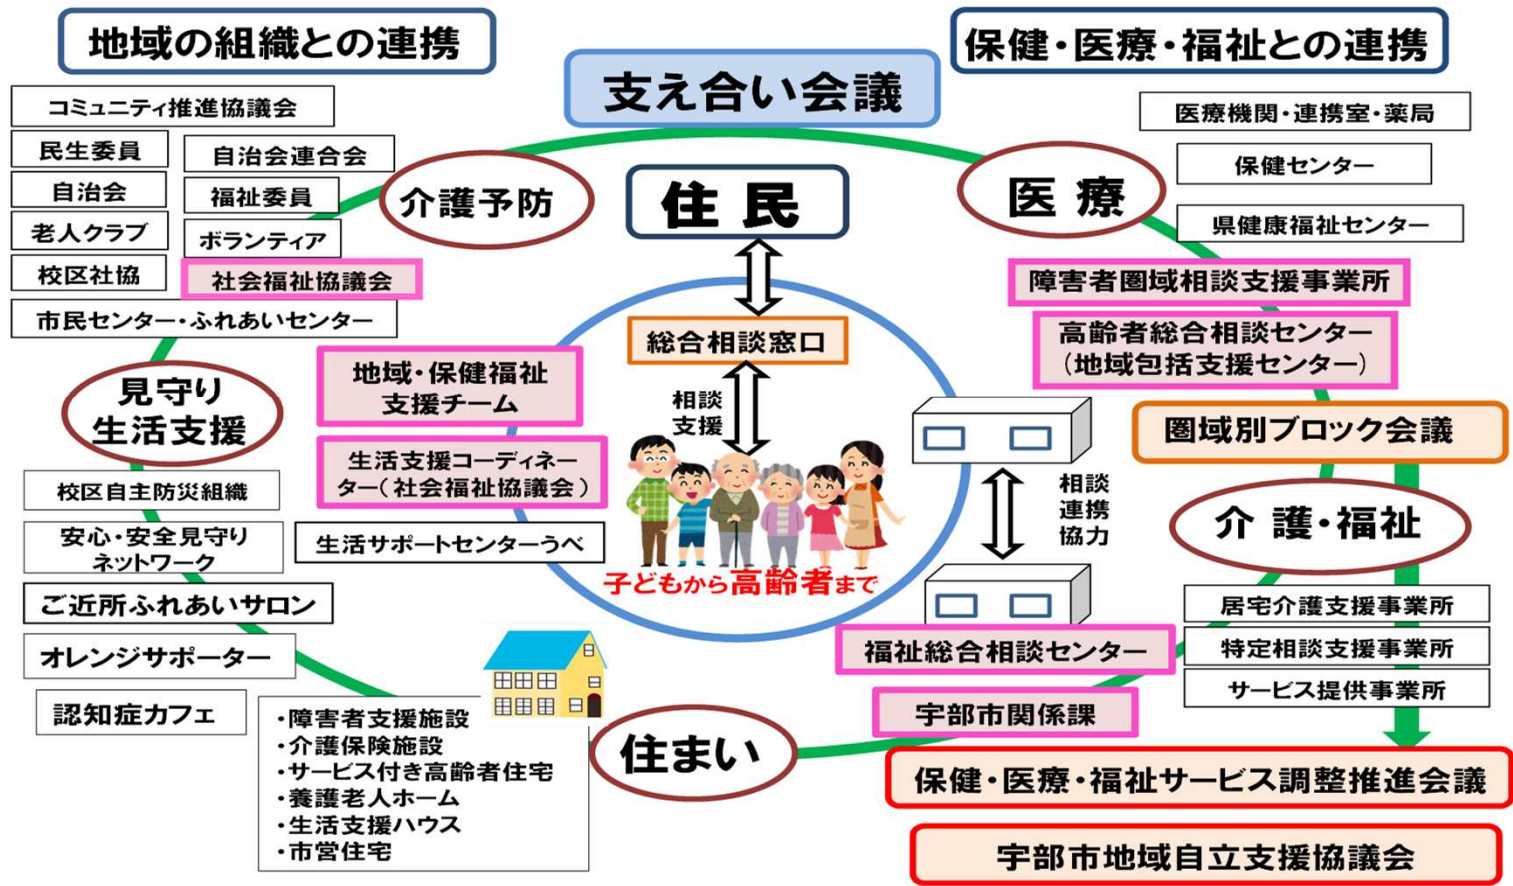 地域の組織との連携
支え合い会議
保健・医療・福祉との連携
コミュニティ推進協議会
民生委員
自治会連合会
自治会
福祉委員
老人クラブ
ボランティア
校区社協
社会福祉協議会
市民センター・ふれあいセンター
介護予防
住 民
医 療
医療機関・連携室・薬局
保健センター
県健康福祉センター
障害者圏域相談支援事業所
高齢者総合相談センター
(地域包括支援センター)
総合相談窓口
相談
支援
地域・保健福祉
支援チーム
生活支援コーディネー
ター(社会福祉協議会)
生活サポートセンターうべ
子どもから高齢者まで
見守り
生活支援
校区自主防災組織
安心・安全見守り
ネットワーク
ご近所ふれあいサロン
オレンジサポーター
認知症カフェ
圏域別ブロック会議
相談
連携
協力
介 護・福祉
居宅介護支援事業所
特定相談支援事業所
サービス提供事業所
福祉総合相談センター
宇部市関係課
・障害者支援施設
・介護保険施設
・サービス付き高齢者住宅
・養護老人ホーム
・生活支援ハウス
・市営住宅
住まい
保健・医療・福祉サービス調整推進会議
宇部市地域自立支援協議会